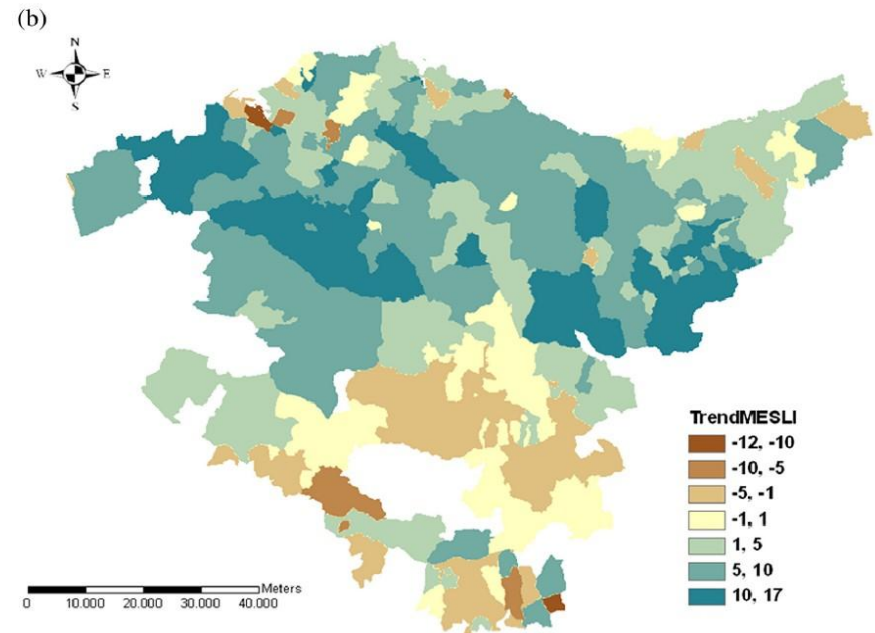 (b)
N
W E
S
TrendMESLI
-12, -10
-10, -5
-5, -1
-1, 1
1, 5
5, 10
10, 17
Meters
0 10.000 20.000 30.000 40.000